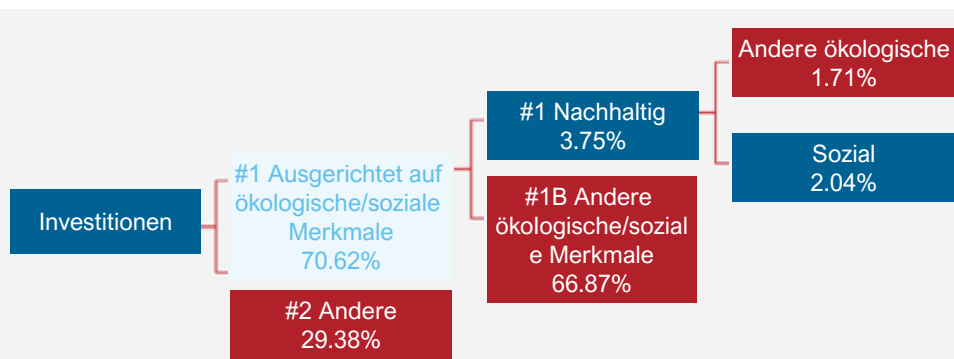 Investitionen
#1 Ausgerichtet auf
ökologische/soziale
Merkmale
70.62%
#2 Andere
29.38%
#1 Nachhaltig
3.75%
#1B Andere
ökologische/sozial
e Merkmale
66.87%
Andere ökologische
1.71%
Sozial
2.04%